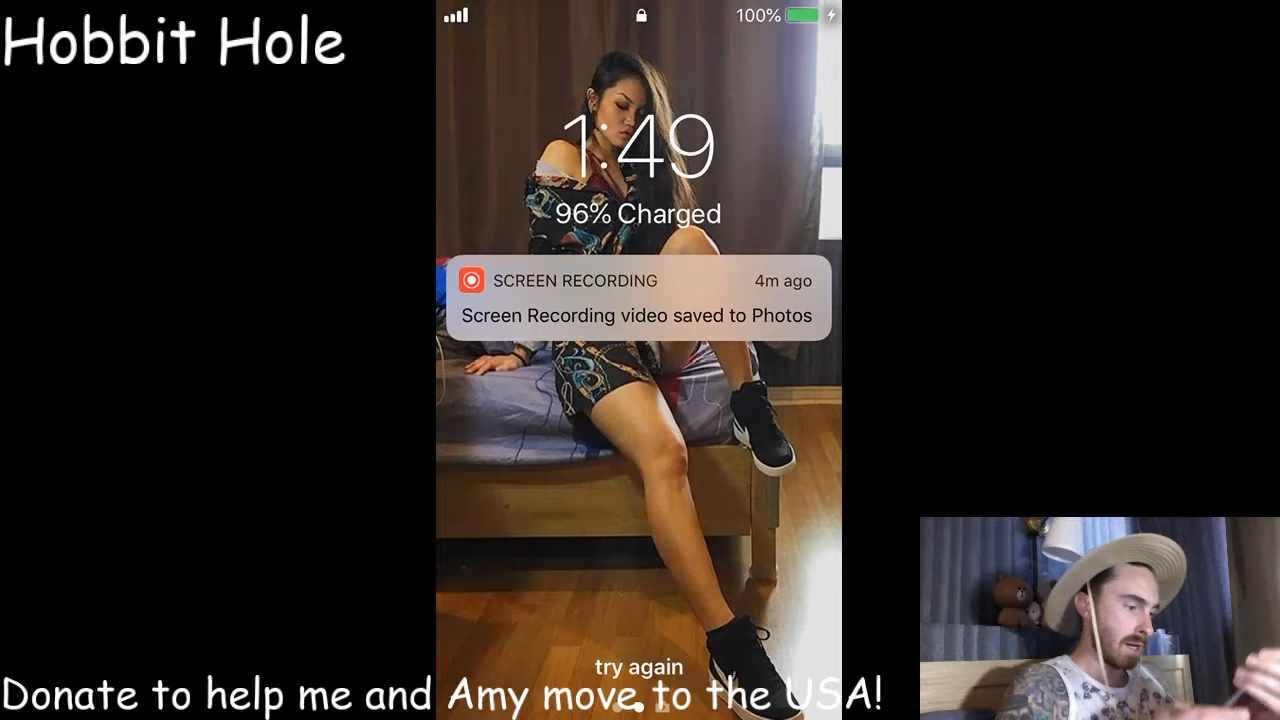 Hobbit Hole
100%
1:49
96% Charged
SCREEN RECORDING 4m ago
Screen Recording video saved to Photos
try again
Donate to help me and Amy move to the USA!